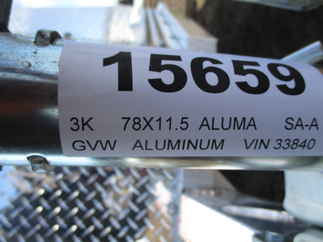 15659
3K 78X11.5 ALUMA SA-A
GVW ALUMINUM VIN 33840